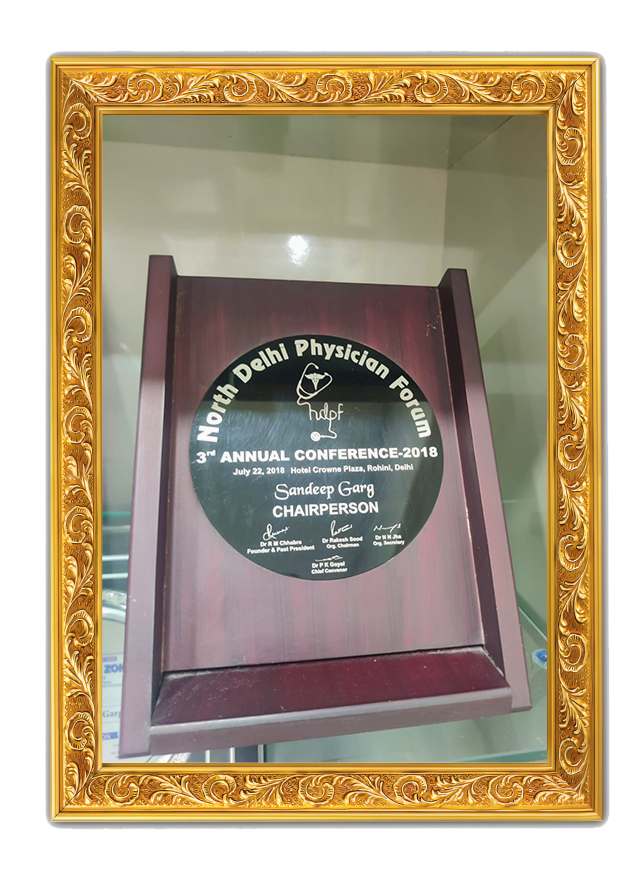 North Delhi Physician Forum
ndpf
3rd ANNUAL CONFERENCE-2018
July 22, 2018 Hotel Crowne Plaza, Rohini, Delhi
Sandeep Garg
CHAIRPERSON
Dr R M Chhabra
Founder & Past President
Dr Rakesh Sood
Org. Chairman
Dr N N Jha
Org. Secretary
Dr P K Goyal
Chief Convenor